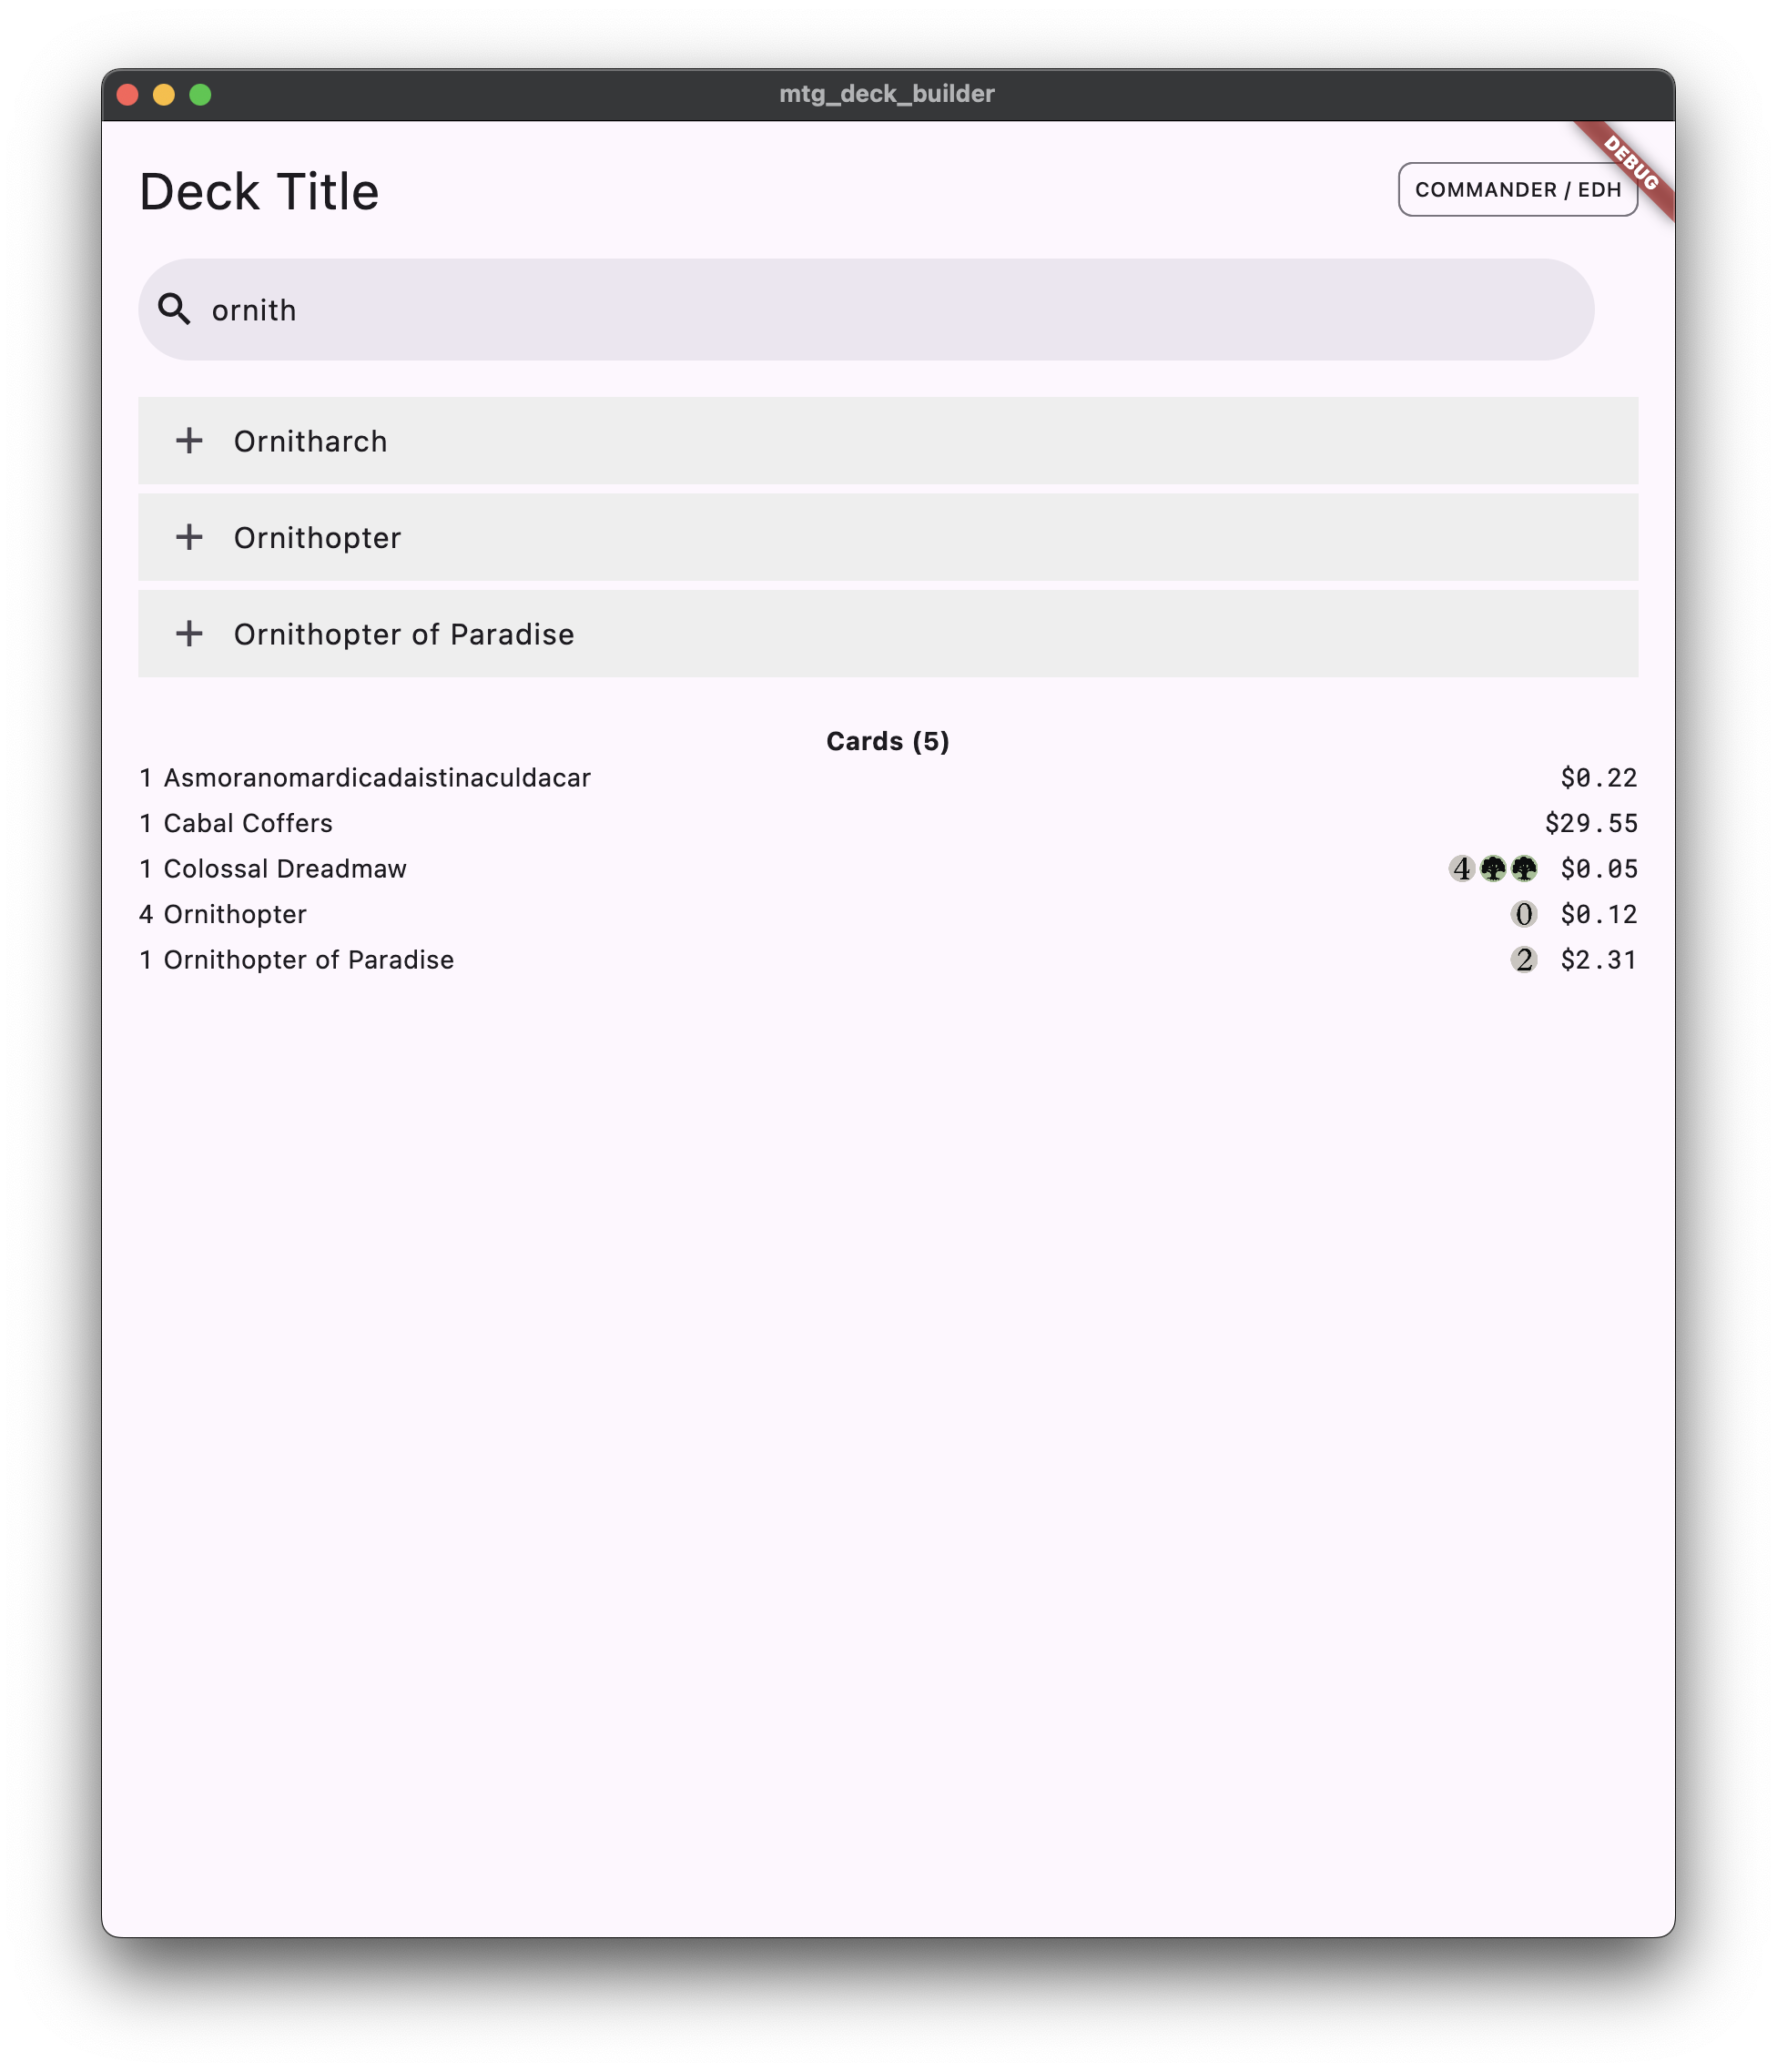 mtg_deck_builder
DEBUG
Deck Title
COMMANDER / EDH
ornith
Ornitharch
Ornithopter
Ornithopter of Paradise
Cards (5)
1 Asmoranomardicadaistinaculdacar $0.22
1 Cabal Coffers $29.55
1 Colossal Dreadmaw 4 $0.05
4 Ornithopter 0 $0.12
1 Ornithopter of Paradise 2 $2.31